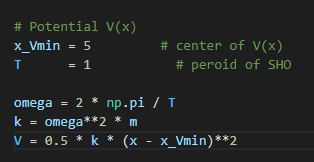 # Potential V(x)
x_Vmin = 5         # center of V(x)
T      = 1           # peroid of SHO
omega = 2 * np.pi / T
k = omega**2 * m
V = 0.5 * k * (x - x_Vmin)**2